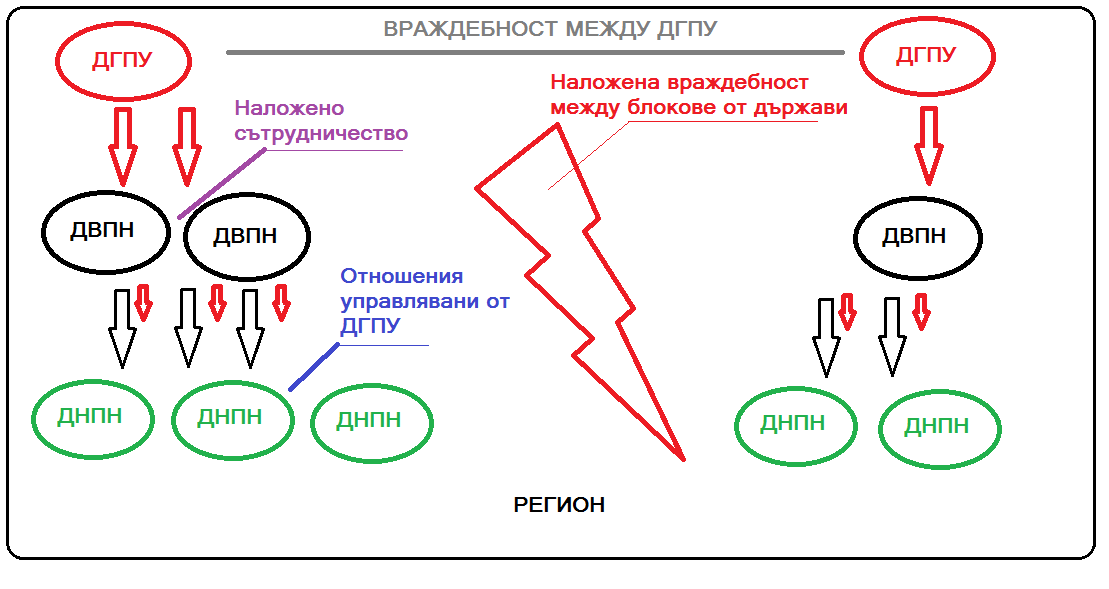 ВРАЖДЕБНОСТ МЕЖДУ ДГПУ
ДГПУ
ДГПУ
Наложена враждебност
между блокове от държави
Наложено
сътрудничество
ДВПН
ДВПН
ДВПН
Отношения
управлявани от
ДГПУ
ДНПН
ДНПН
ДНПН
ДНПН
ДНПН
РЕГИОН